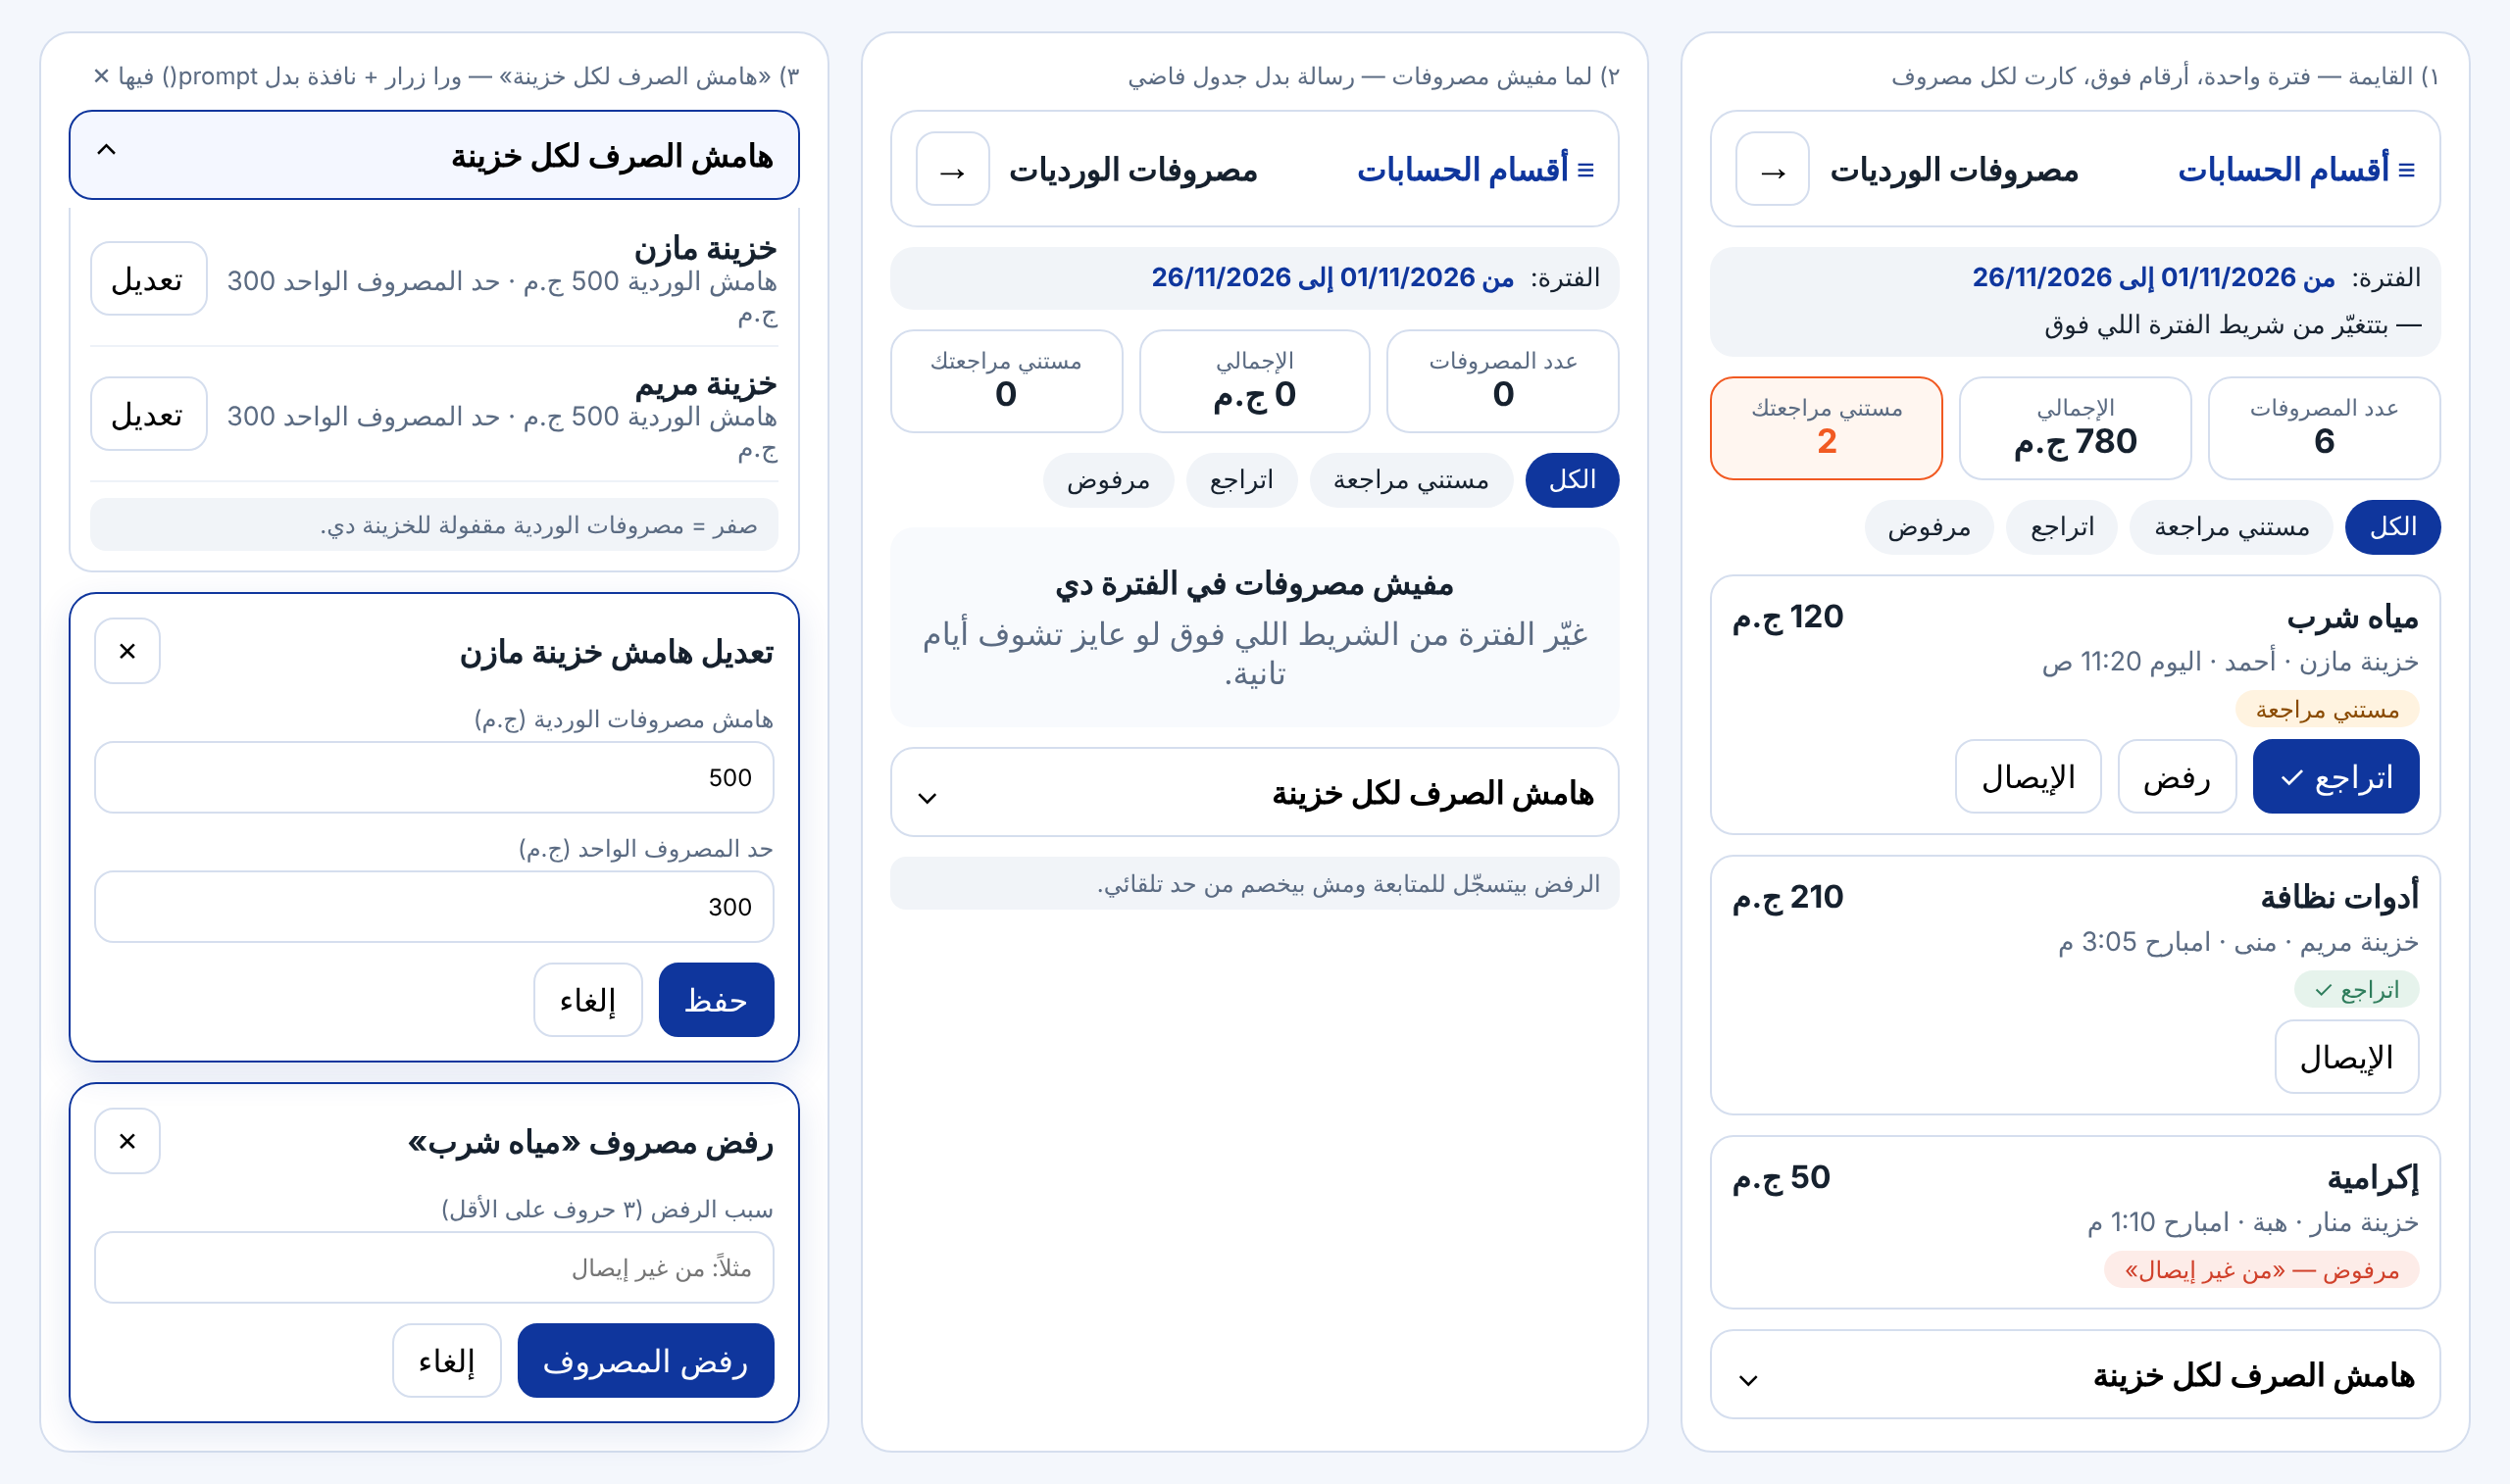 ١) القايمة — فترة واحدة، أرقام فوق، كارت لكل مصروف
≡ أقسام الحسابات
مصروفات الورديات
→
الفترة: من 01/11/2026 إلى 26/11/2026
— بتتغيّر من شريط الفترة اللي فوق
عدد المصروفات
6
الإجمالي
780 ج.م
مستني مراجعتك
2
الكل
مستني مراجعة
اتراجع
مرفوض
مياه شرب
120 ج.م
خزينة مازن · أحمد · اليوم 11:20 ص
مستني مراجعة
اتراجع ✓
رفض
الإيصال
أدوات نظافة
210 ج.م
خزينة مريم · منى · امبارح 3:05 م
اتراجع ✓
الإيصال
إكرامية
50 ج.م
خزينة منار · هبة · امبارح 1:10 م
مرفوض — «من غير إيصال»
هامش الصرف لكل خزينة
٢) لما مفيش مصروفات — رسالة بدل جدول فاضي
≡ أقسام الحسابات
مصروفات الورديات
→
الفترة: من 01/11/2026 إلى 26/11/2026
عدد المصروفات
0
الإجمالي
0 ج.م
مستني مراجعتك
0
الكل
مستني مراجعة
اتراجع
مرفوض
مفيش مصروفات في الفترة دي
غيّر الفترة من الشريط اللي فوق لو عايز تشوف أيام
تانية.
هامش الصرف لكل خزينة
الرفض بيتسجّل للمتابعة ومش بيخصم من حد تلقائي.
٣) «هامش الصرف لكل خزينة» — ورا زرار + نافذة بدل prompt() فيها ✕
هامش الصرف لكل خزينة
خزينة مازن
هامش الوردية 500 ج.م · حد المصروف الواحد 300
ج.م
تعديل
خزينة مريم
هامش الوردية 500 ج.م · حد المصروف الواحد 300
ج.م
تعديل
صفر = مصروفات الوردية مقفولة للخزينة دي.
تعديل هامش خزينة مازن
✕
هامش مصروفات الوردية (ج.م)
500
حد المصروف الواحد (ج.م)
300
حفظ
إلغاء
رفض مصروف «مياه شرب»
✕
سبب الرفض (٣ حروف على الأقل)
مثلاً: من غير إيصال
رفض المصروف
إلغاء